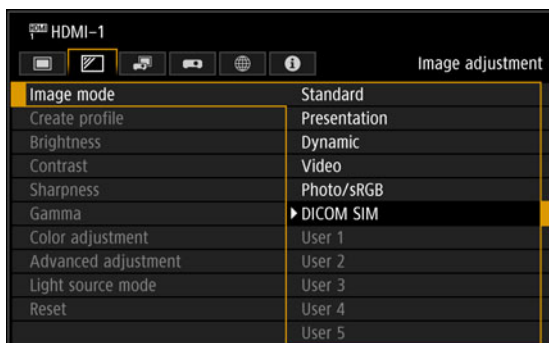 HDMI 1 HDMI-1
Image adjustment
Image mode
Create profile
Brightness
Contrast
Sharpness
Gamma
Color adjustment
Advanced adjustment
Light source mode
Reset
Standard
Presentation
Dynamic
Video
Photo/sRGB
DICOM SIM
User 1
User 2
User 3
User 4
User 5